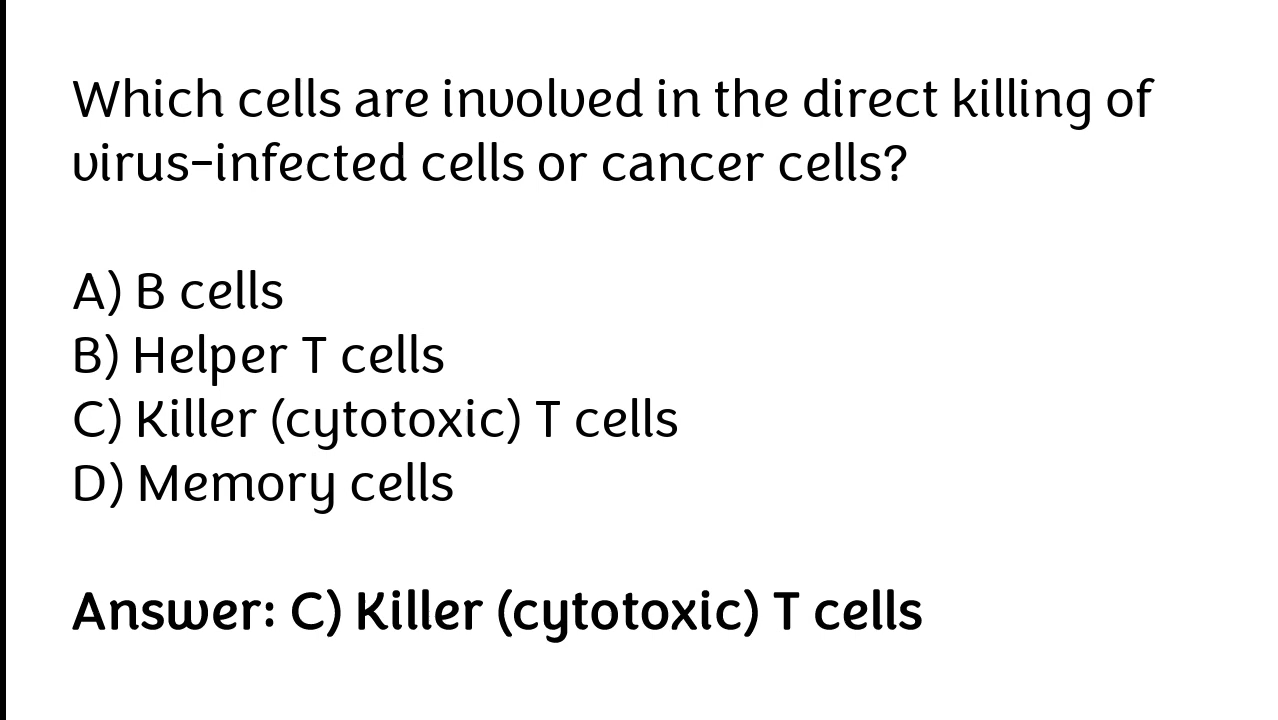 Which cells are involved in the direct killing of
virus-infected cells or cancer cells?
A) B cells
B) Helper T cells
C) Killer (cytotoxic) T cells
D) Memory cells
Answer: C) Killer (cytotoxic) T cells